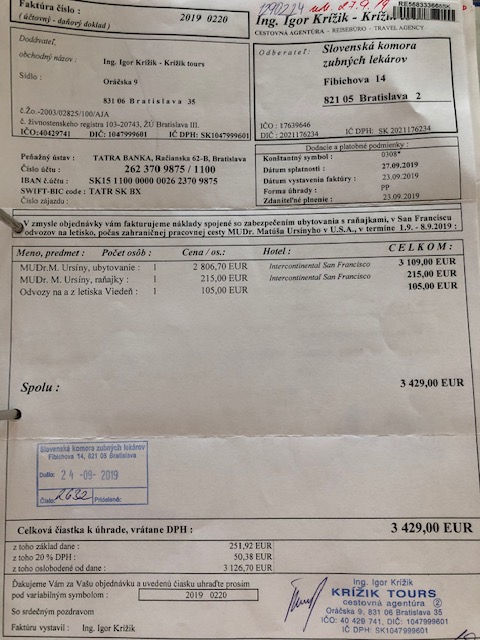 Faktúra číslo : 2019 0220
( účtovný - daňový doklad )
RE5683336665SK
Ing. Igor Krížik - Kríži
CESTOVNÁ AGENTÚRA - REISEBÜRO - TRAVEL AGENCY
Dodávateľ,
obchodný názov : Ing. Igor Krížik - Krížik tours
Sídlo : Oráčska 9
831 06 Bratislava 35
č.Žo.-2003/02825/100/AJA
č. živnostenského registra 103-20743, ŽÚ Bratislava III.
IČO:40429741 DIČ: 1047999601 IČ DPH: SK1047999601
Odberateľ: Slovenská komora
zubných lekárov
Fibichova 14
821 05 Bratislava 2
IČO : 17639646
DIČ: 2021176234 IČ DPH: SK 2021176234
Peňažný ústav : TATRA BANKA, Račianska 62-B, Bratislava
Číslo účtu : 262 370 9875 / 1100
IBAN č.účtu : SK15 1100 0000 0026 2370 9875
SWIFT-BIC code : TATR SK BX
Číslo zájazdu :
Dodacie a platobné podmienky :
Konštantný symbol : 0308*
Dátum splatnosti : 27.09.2019
Dátum vystavenia faktúry : 23.09.2019
Forma úhrady : PP
Zdaniteľné plnenie : 23.09.2019
V zmysle objednávky vám fakturujeme náklady spojené so zabezpečením ubytovania s raňajkami, v San Franciscu
odvozov na letisko, počas zahraničnej pracovnej cesty MUDr. Matúša Ursínyho v U.S.A., v termíne 1.9. - 8.9.2019 :
Meno, predmet : Počet osôb : Cena / os.: Hotel : CELKOM :
MUDr.M. Ursíny, ubytovanie : 1 2 806,70 EUR Intercontinental San Francisco 3 109,00 EUR
MUDr. M. Ursíny, raňajky : 1 215,00 EUR Intercontinental San Francisco 215,00 EUR
Odvozy na a z letiska Viedeň : 1 105,00 EUR 105,00 EUR
Spolu : 3 429,00 EUR
Slovenská komora zubných lekárov
Fibichova 14, 821 05 Bratislava
Došlo: 24 -09- 2019
Číslo: 2632 Pridelené:
Celková čiastka k úhrade, vrátane DPH : 3 429,00 EUR
z toho základ dane : 251,92 EUR
z toho 20 % DPH : 50,38 EUR
z toho oslobodené od dane : 3 126,70 EUR
Ďakujeme Vám za Vašu objednávku a uvedenú čiasku uhraďte prosím
pod variabilným symbolom : 2019 0220
So srdečným pozdravom
Faktúru vystavil : Ing. Igor Krížik
Ing. Igor Krížik
KRÍŽIK TOURS
cestovná agentúra 2
Oráčska 9, 831 06 Bratislava
IČO: 40 429 741, DIČ: 1047999601
IČ DPH: SK1047999601